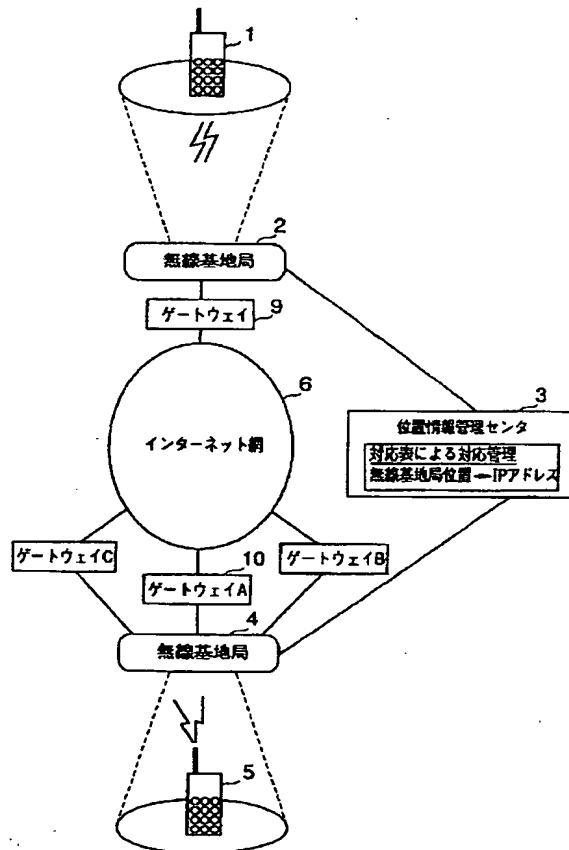 1
2
無線基地局
ゲートウェイ
9
6
インターネット網
3
位置情報管理センタ
対応表による対応管理
無線基地局位置←IPアドレス
ゲートウェイC
10
ゲートウェイA
ゲートウェイB
4
無線基地局
5